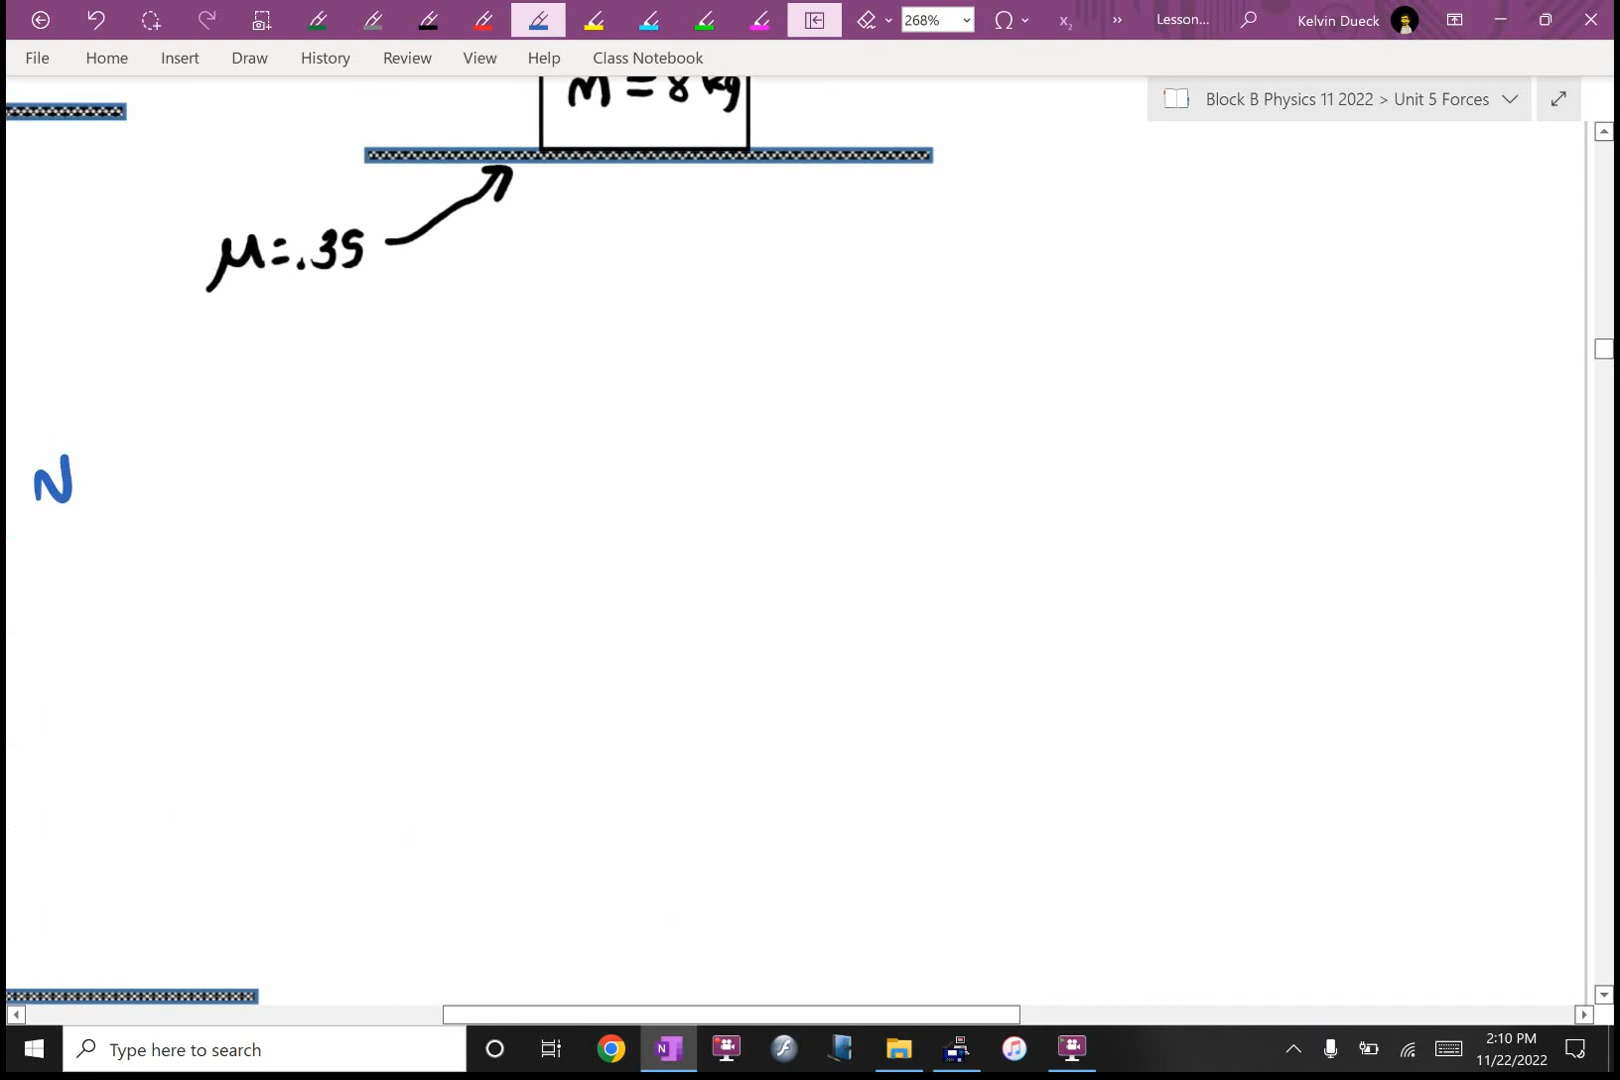 268%
x₂
Lesson...
Kelvin Dueck
File Home Insert Draw History Review View Help Class Notebook
Block B Physics 11 2022 > Unit 5 Forces
m = 8 kg
μ=.35
N
Type here to search
2:10 PM
11/22/2022